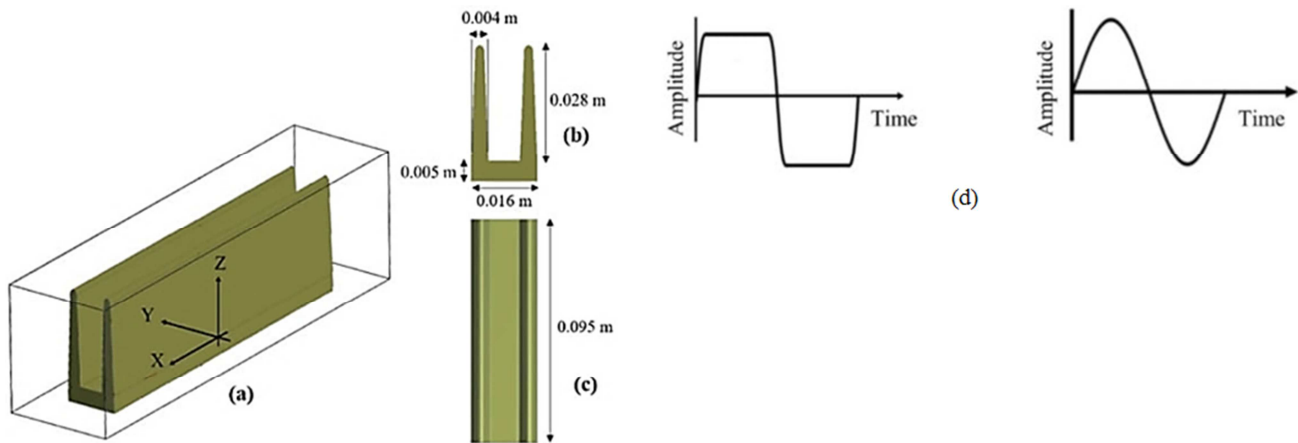 0.004 m
0.028 m
(b)
0.005 m
0.016 m
Z
Y
X
(a)
0.095 m
(c)
Amplitude
Time
Amplitude
Time
(d)